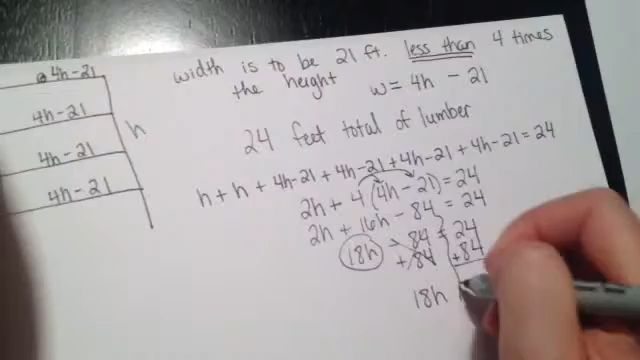 4h-21
4h-21
4h-21
4h-21
h
width is to be 21 ft. less than 4 times
the height
w = 4h - 21
24 feet total of lumber
h + h + 4h-21 + 4h-21 + 4h-21 + 4h-21 = 24
2h + 4 (4h-21) = 24
2h + 16h - 84 = 24
18h - 84 = 24
+84 +84
18h